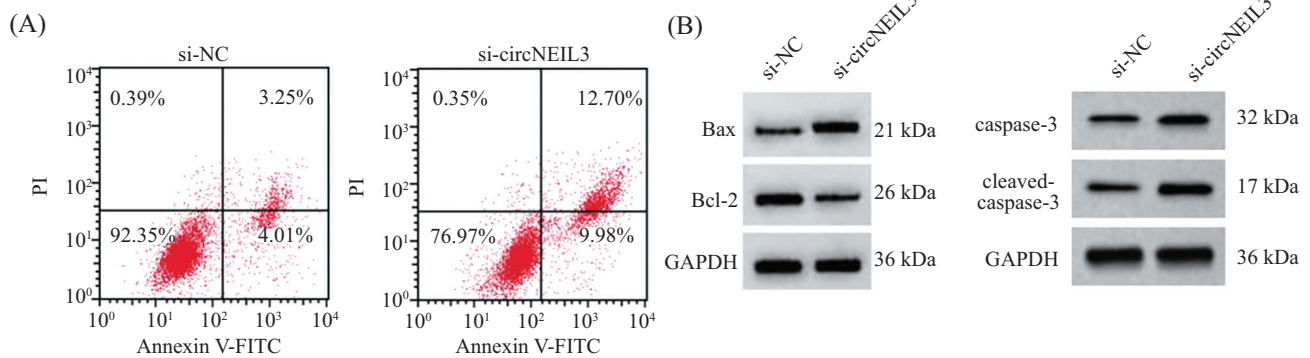 (A)
si-NC
10⁴
10³
10²
10¹
10⁰
PI
0.39%
3.25%
92.35%
4.01%
10⁰ 10¹ 10² 10³ 10⁴
Annexin V-FITC
si-circNEIL3
10⁴
10³
10²
10¹
10⁰
PI
0.35%
12.70%
76.97%
9.98%
10⁰ 10¹ 10² 10³ 10⁴
Annexin V-FITC
(B)
si-NC
si-circNEIL3
Bax
21 kDa
Bcl-2
26 kDa
GAPDH
36 kDa
si-NC
si-circNEIL3
caspase-3
32 kDa
cleaved-
caspase-3
17 kDa
GAPDH
36 kDa